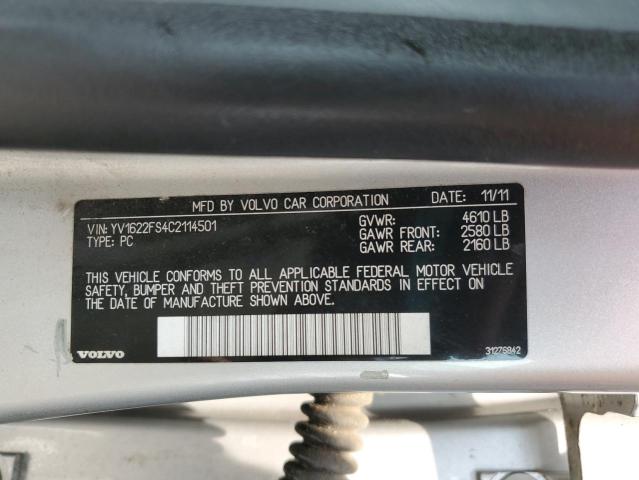 MFD BY VOLVO CAR CORPORATION DATE: 11/11
VIN: YV1622FS4C2114501 GVWR: 4610 LB
TYPE: PC GAWR FRONT: 2580 LB
GAWR REAR: 2160 LB
THIS VEHICLE CONFORMS TO ALL APPLICABLE FEDERAL MOTOR VEHICLE
SAFETY, BUMPER AND THEFT PREVENTION STANDARDS IN EFFECT ON
THE DATE OF MANUFACTURE SHOWN ABOVE.
VOLVO 31276842